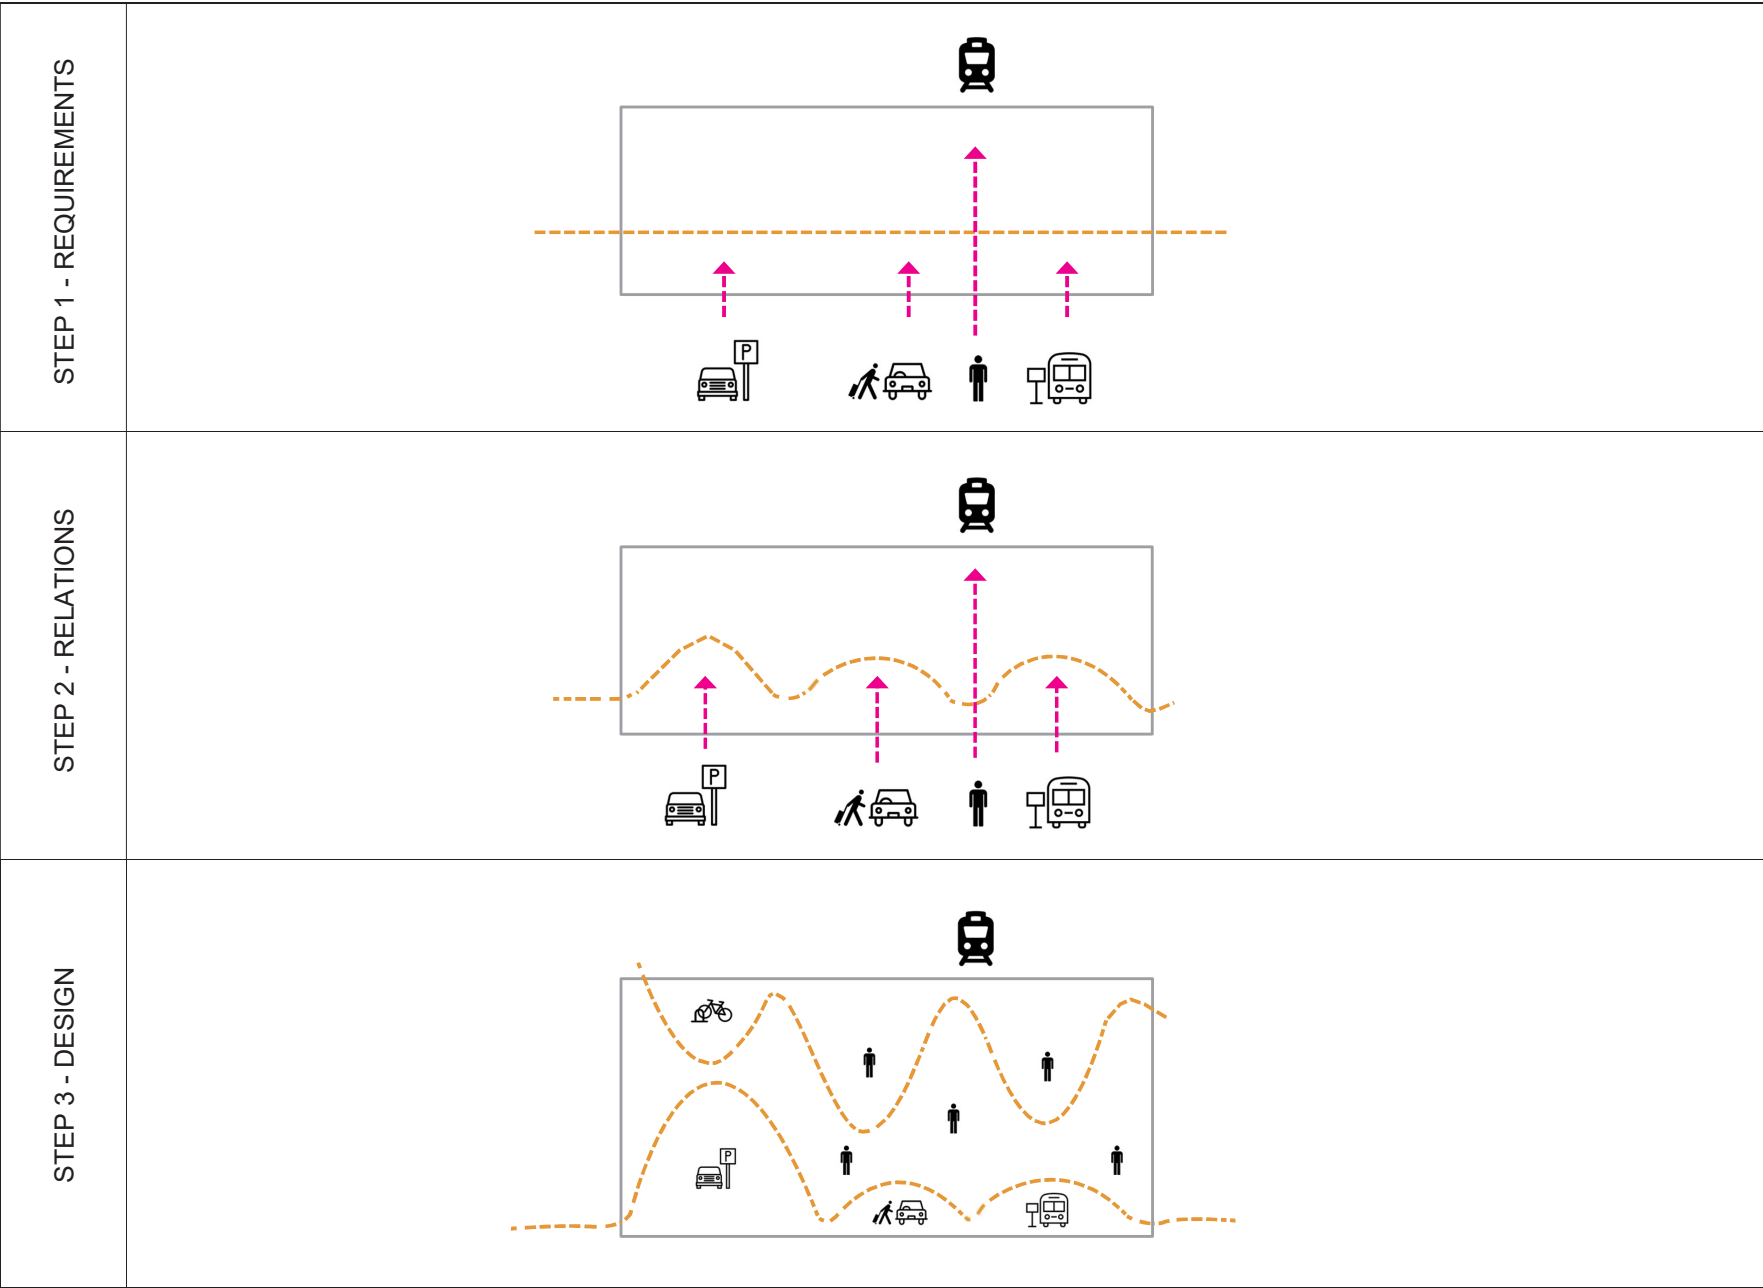 STEP 1 - REQUIREMENTS
P
STEP 2 - RELATIONS
P
STEP 3 - DESIGN
P